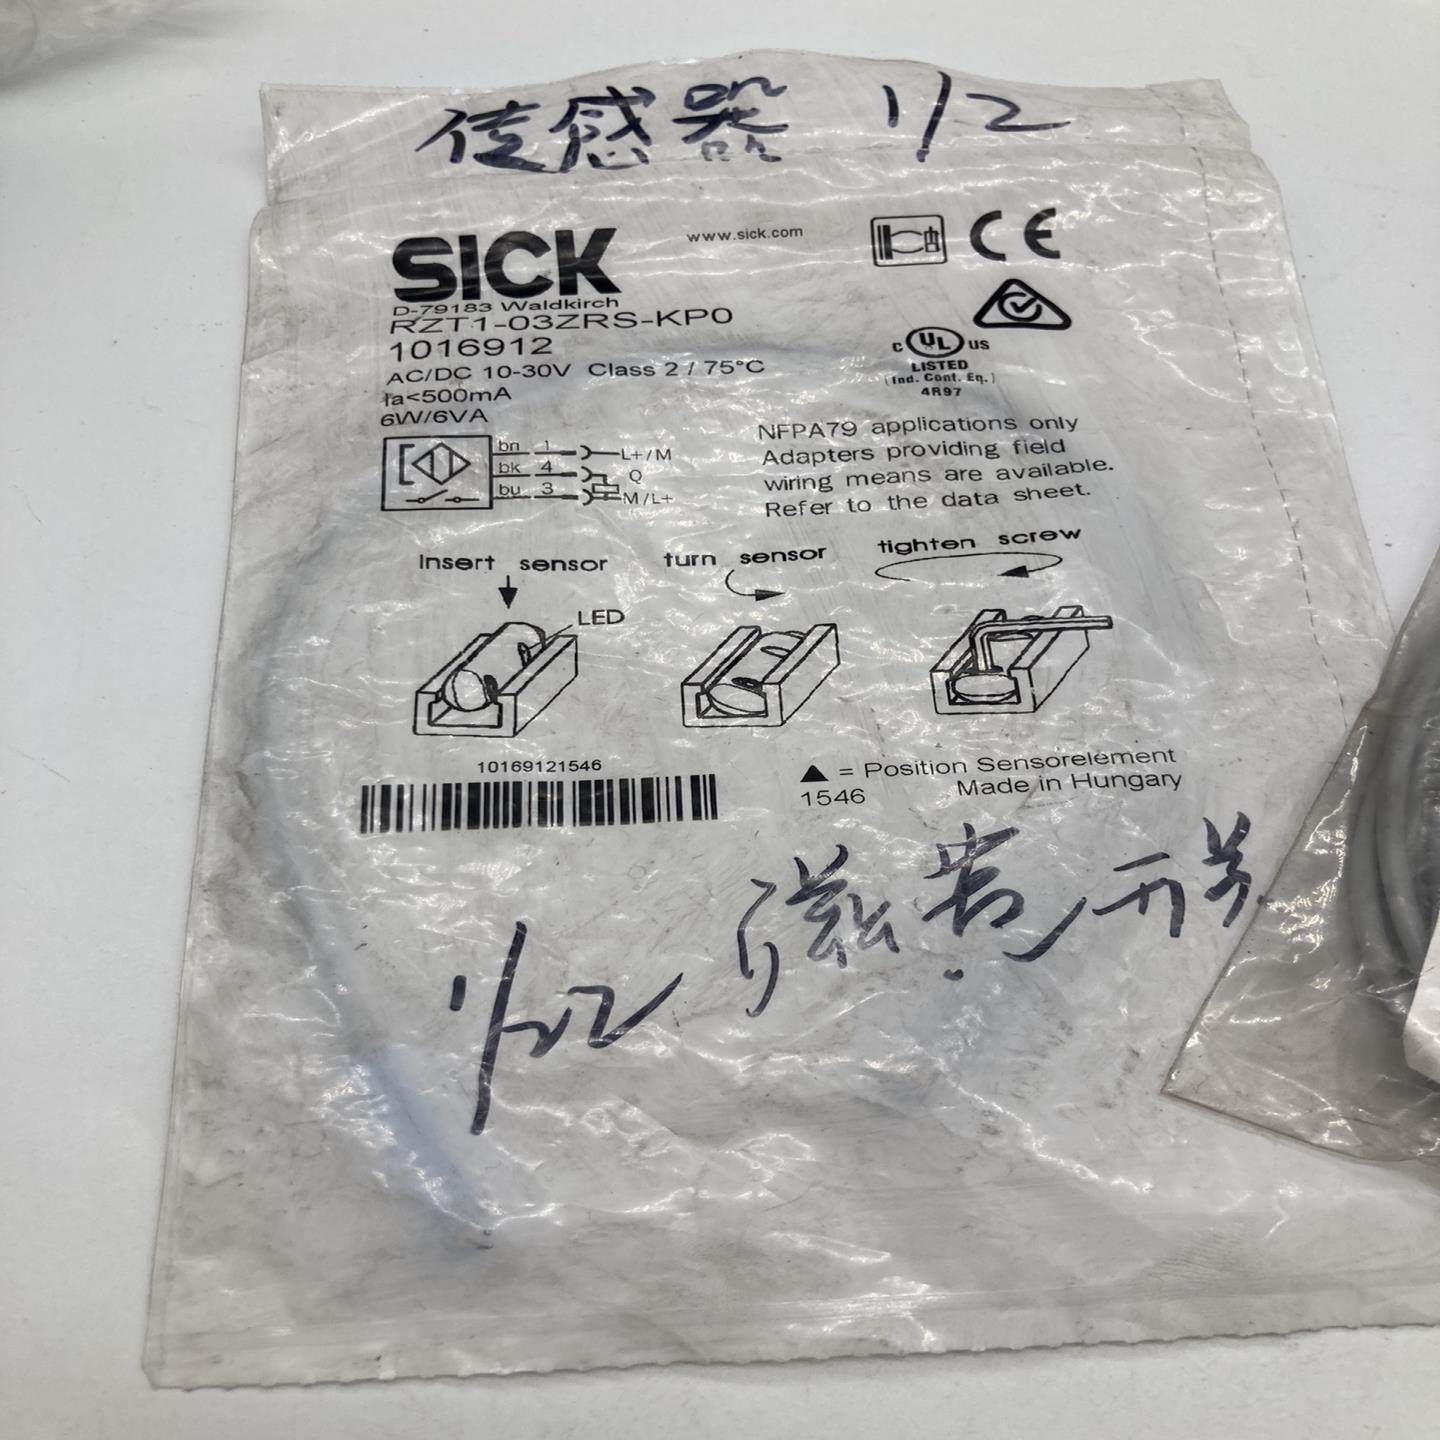 传感器 1/2
SICK
www.sick.com
CE
D-79183 Waldkirch
RZT1-03ZRS-KP0
1016912
AC/DC 10-30V Class 2 / 75°C
Ia<500mA
6W/6VA
C UL US
LISTED
(Ind. Cont. Eq.)
4R97
bn 1 L+/M
bk 4 Q
bu 3 M/L+
NFPA79 applications only
Adapters providing field
wiring means are available.
Refer to the data sheet.
Insert sensor
turn sensor
tighten screw
LED
10169121546
▲ = Position Sensorelement
1546 Made in Hungary
开关